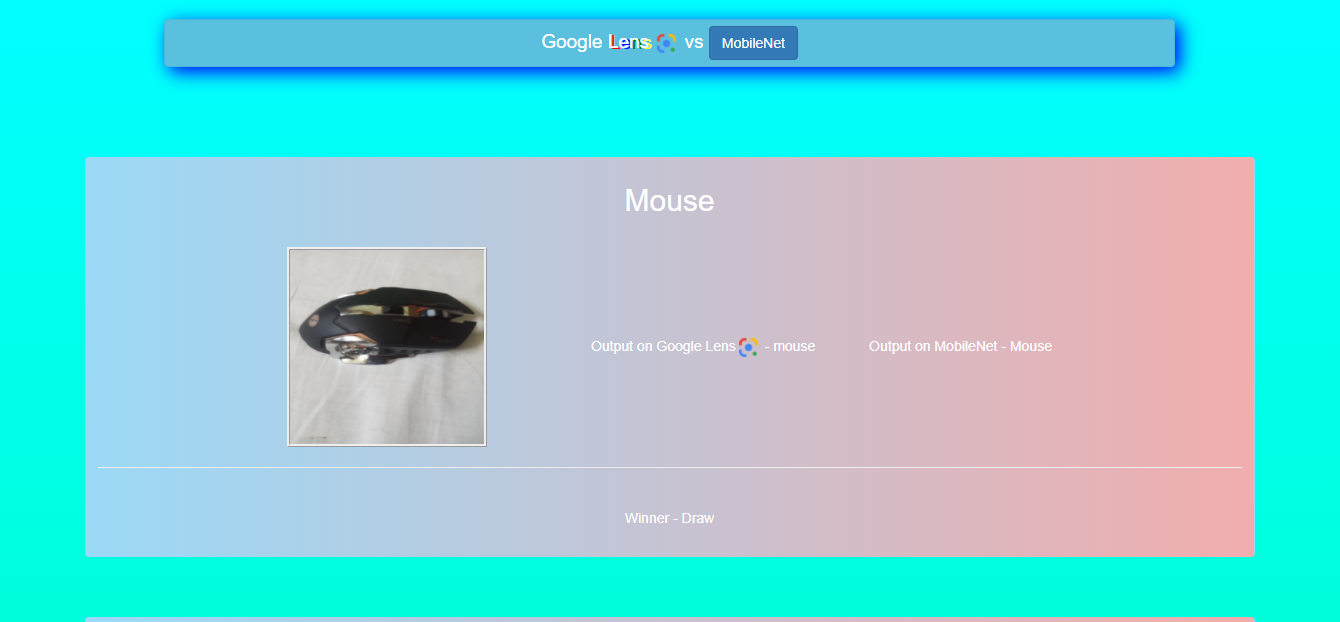 Google Lens vs MobileNet
Mouse
Output on Google Lens - mouse
Output on MobileNet - Mouse
Winner - Draw